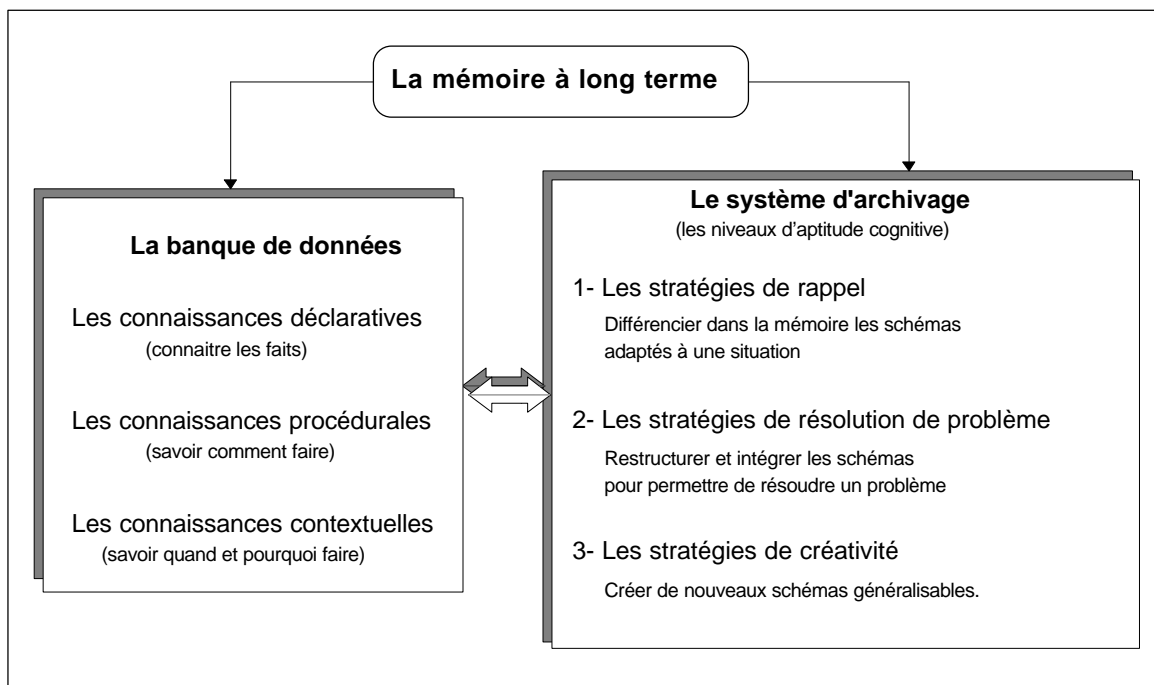 La mémoire à long terme
La banque de données
Les connaissances déclaratives
(connaitre les faits)
Les connaissances procédurales
(savoir comment faire)
Les connaissances contextuelles
(savoir quand et pourquoi faire)
Le système d'archivage
(les niveaux d’aptitude cognitive)
1- Les stratégies de rappel
Différencier dans la mémoire les schémas
adaptés à une situation
2- Les stratégies de résolution de problème
Restructurer et intégrer les schémas
pour permettre de résoudre un problème
3- Les stratégies de créativité
Créer de nouveaux schémas généralisables.